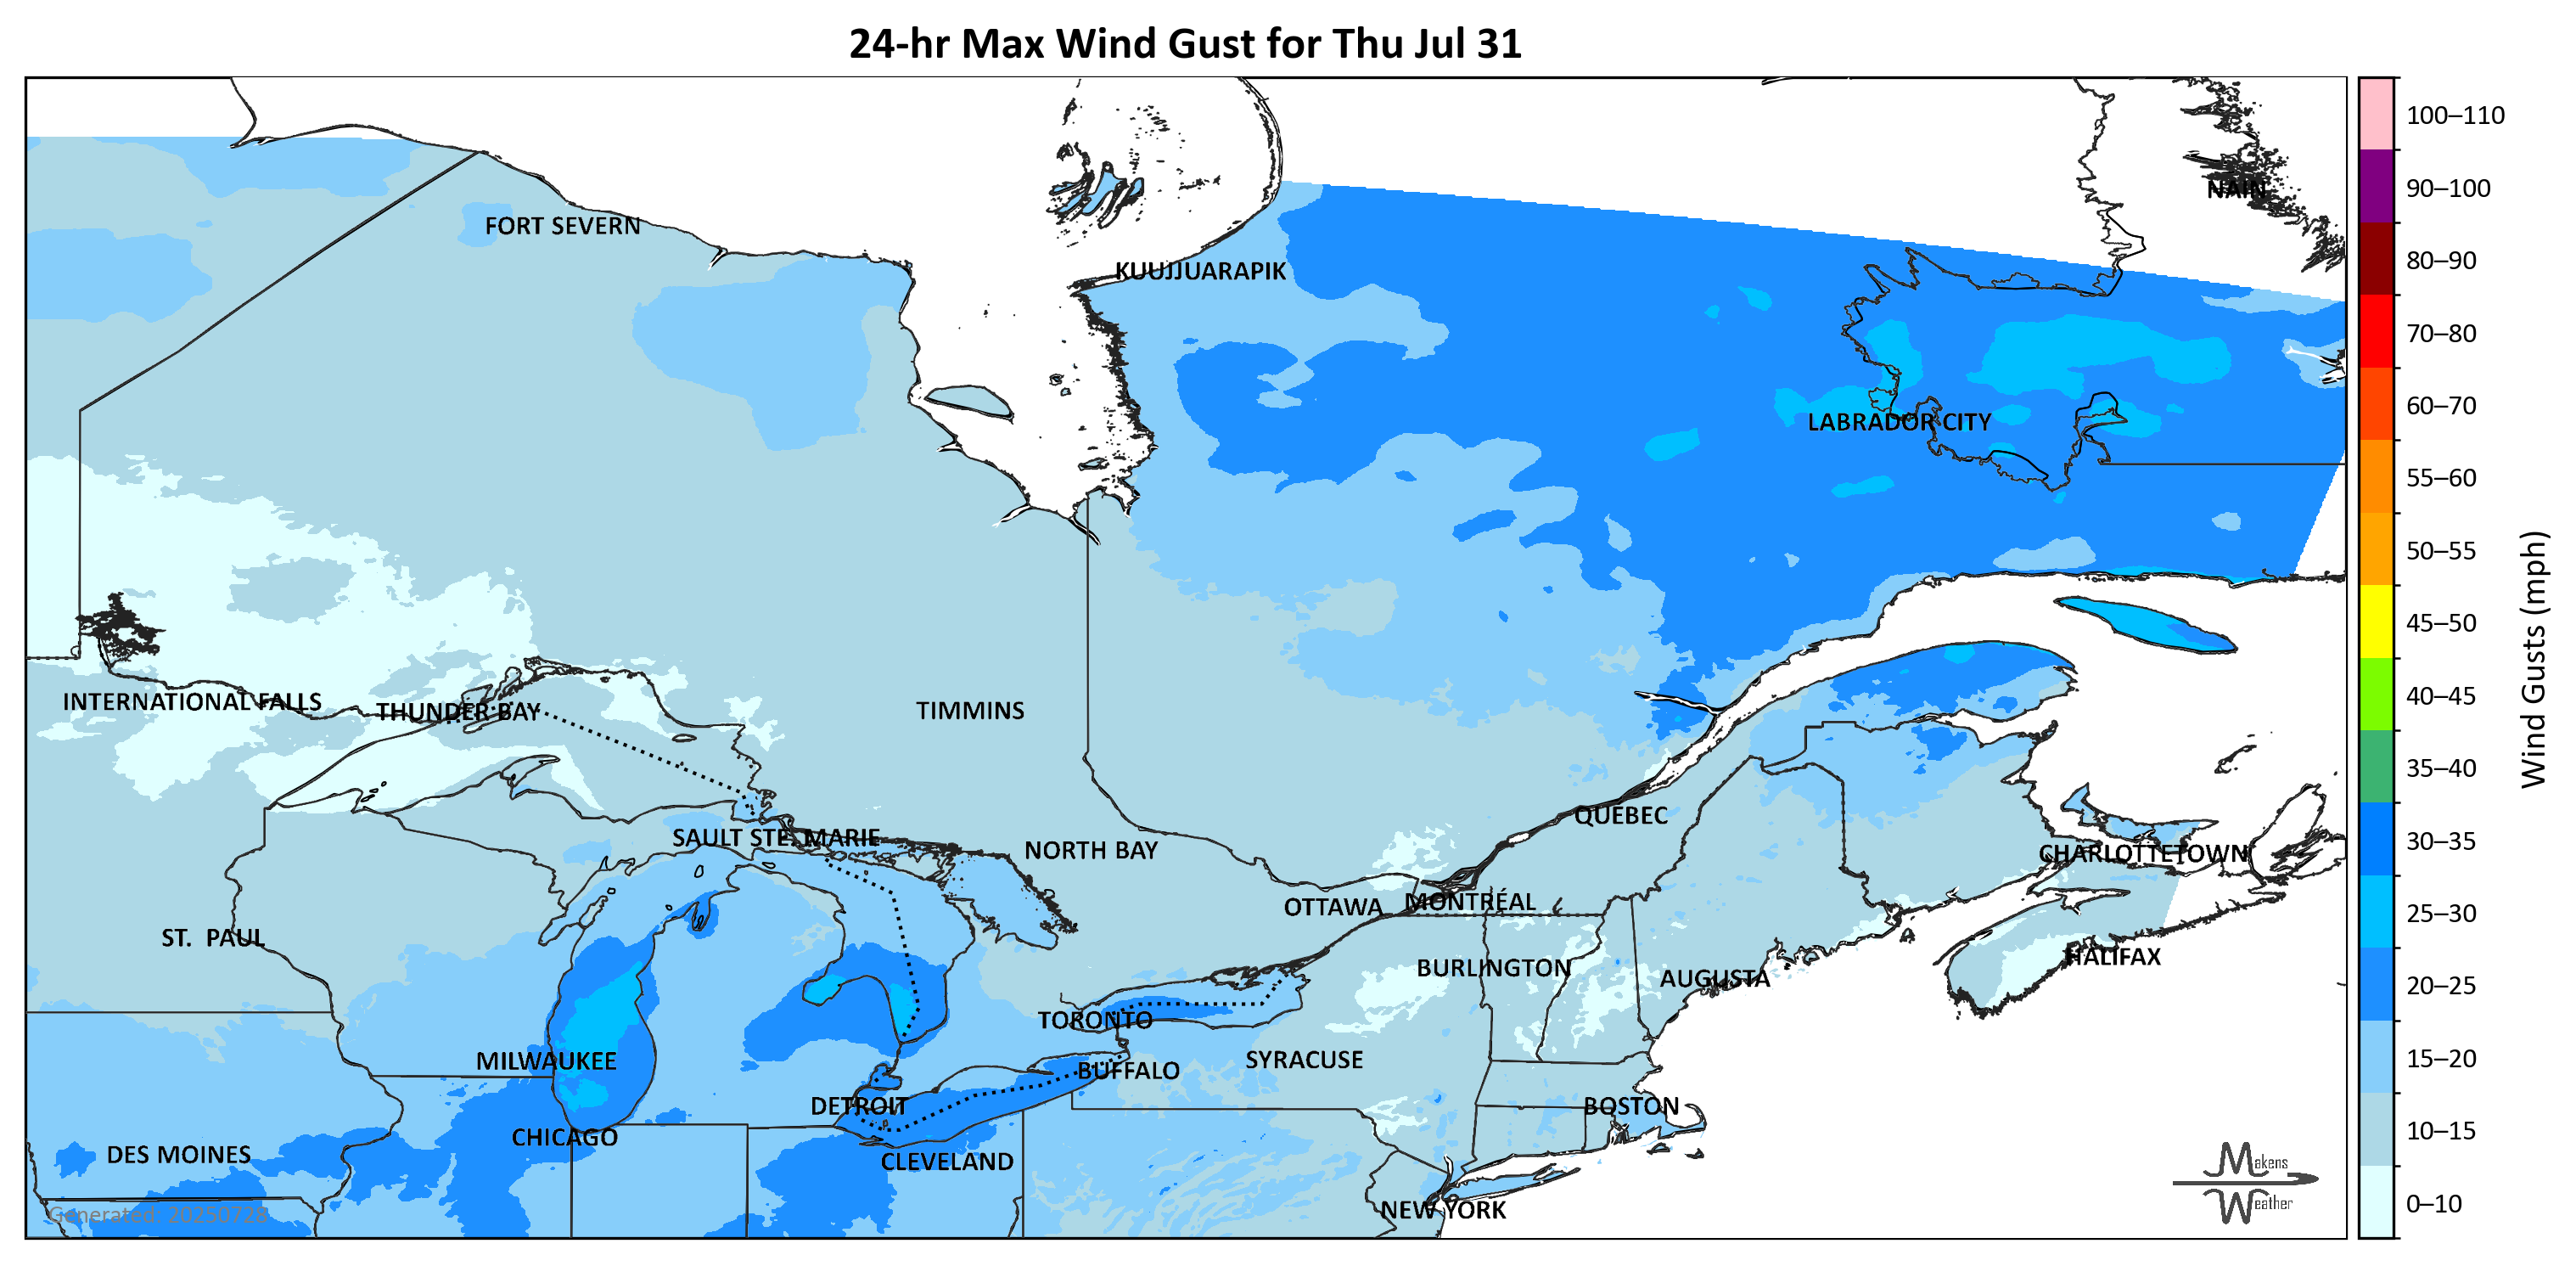 24-hr Max Wind Gust for Thu Jul 31
100–110
90–100
NAIN
FORT SEVERN
80–90
KUUJJUARAPIK
70–80
60–70
LABRADOR CITY
55–60
50–55
45–50
Wind Gusts (mph)
40–45
INTERNATIONAL FALLS
THUNDER BAY
TIMMINS
35–40
QUÉBEC
30–35
SAULT STE. MARIE
NORTH BAY
CHARLOTTETOWN
OTTAWA
MONTRÉAL
25–30
ST. PAUL
HALIFAX
BURLINGTON
AUGUSTA
20–25
TORONTO
MILWAUKEE
SYRACUSE
15–20
BUFFALO
DETROIT
BOSTON
CHICAGO
10–15
DES MOINES
CLEVELAND
Makens
Weather
0–10
NEW YORK
Generated: 20250728